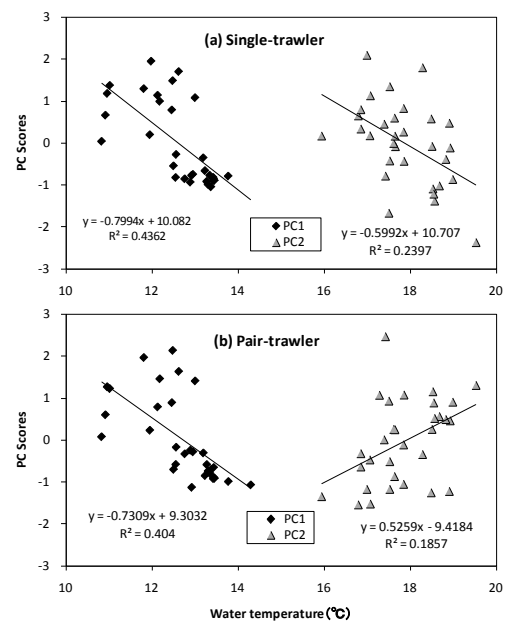 (a) Single-trawler
3
2
1
0
-1
-2
-3
PC Scores
y = -0.7994x + 10.082
R² = 0.4362
PC1
PC2
y = -0.5992x + 10.707
R² = 0.2397
10
12
14
16
18
20
(b) Pair-trawler
3
2
1
0
-1
-2
-3
PC Scores
y = -0.7309x + 9.3032
R² = 0.404
PC1
PC2
y = 0.5259x - 9.4184
R² = 0.1857
10
12
14
16
18
20
Water temperature(℃)